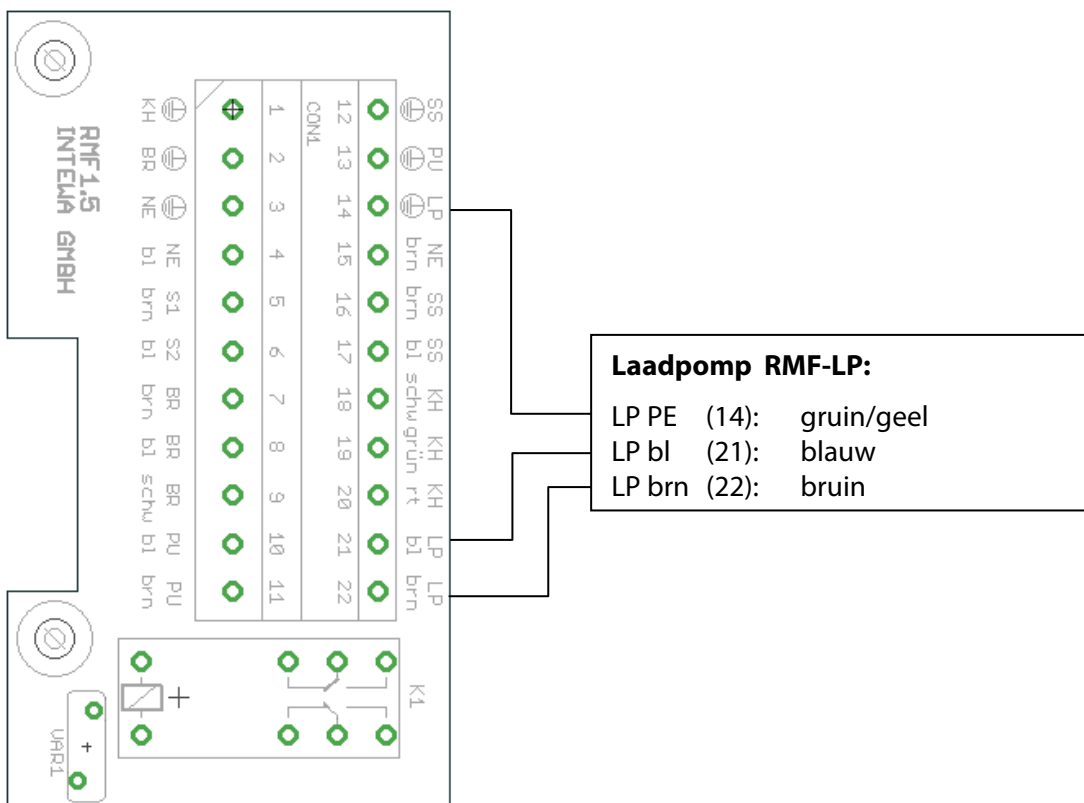 RMF1.5
INTEWA GMBH
CON1
KH 1 12 SS
BR 2 13 PU
NE 3 14 LP
bl NE 4 15 brn NE
brn S1 5 16 brn SS
bl S2 6 17 bl SS
brn BR 7 18 schw KH
bl BR 8 19 grün KH
schw BR 9 20 rt KH
bl PU 10 21 bl LP
brn PU 11 22 brn LP
Laadpomp RMF-LP:
LP PE (14): gruin/geel
LP bl (21): blauw
LP brn (22): bruin
+
K1
VAR1
+